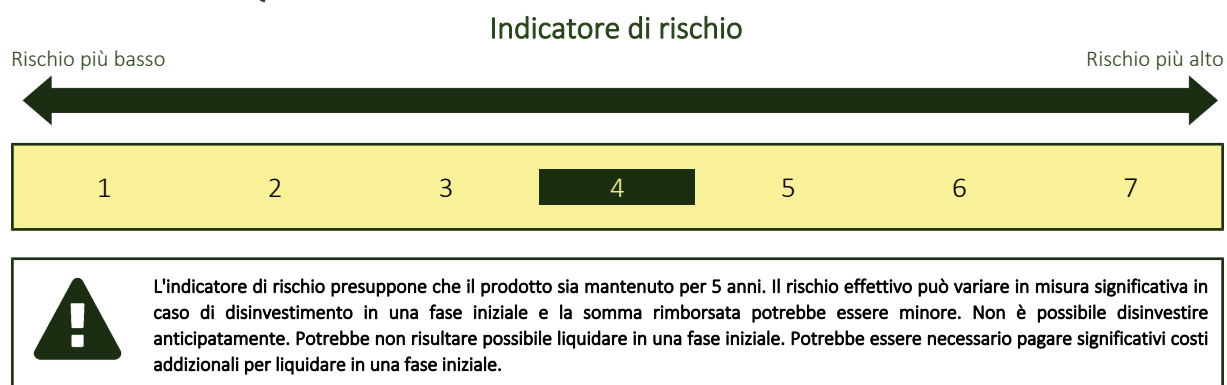 Indicatore di rischio
Rischio più basso
Rischio più alto
1 2 3 4 5 6 7
L'indicatore di rischio presuppone che il prodotto sia mantenuto per 5 anni. Il rischio effettivo può variare in misura significativa in
caso di disinvestimento in una fase iniziale e la somma rimborsata potrebbe essere minore. Non è possibile disinvestire
anticipatamente. Potrebbe non risultare possibile liquidare in una fase iniziale. Potrebbe essere necessario pagare significativi costi
addizionali per liquidare in una fase iniziale.